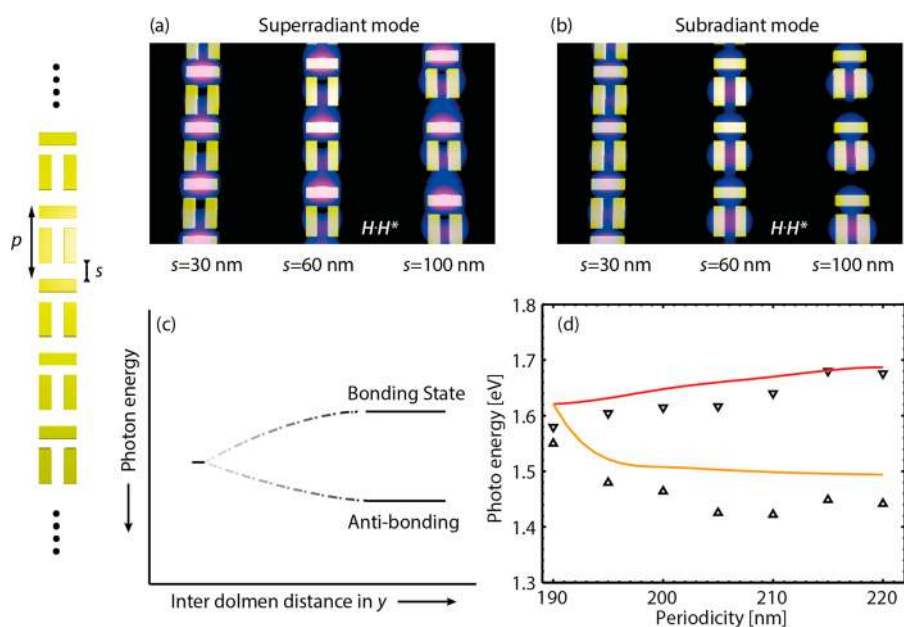 (a) Superradiant mode
(b) Subradiant mode
H·H*
H·H*
s=30 nm s=60 nm s=100 nm
s=30 nm s=60 nm s=100 nm
p
s
(c)
Photon energy
Bonding State
Anti-bonding
Inter dolmen distance in y
(d)
Photo energy [eV]
1.8
1.7
1.6
1.5
1.4
1.3
190 200 210 220
Periodicity [nm]